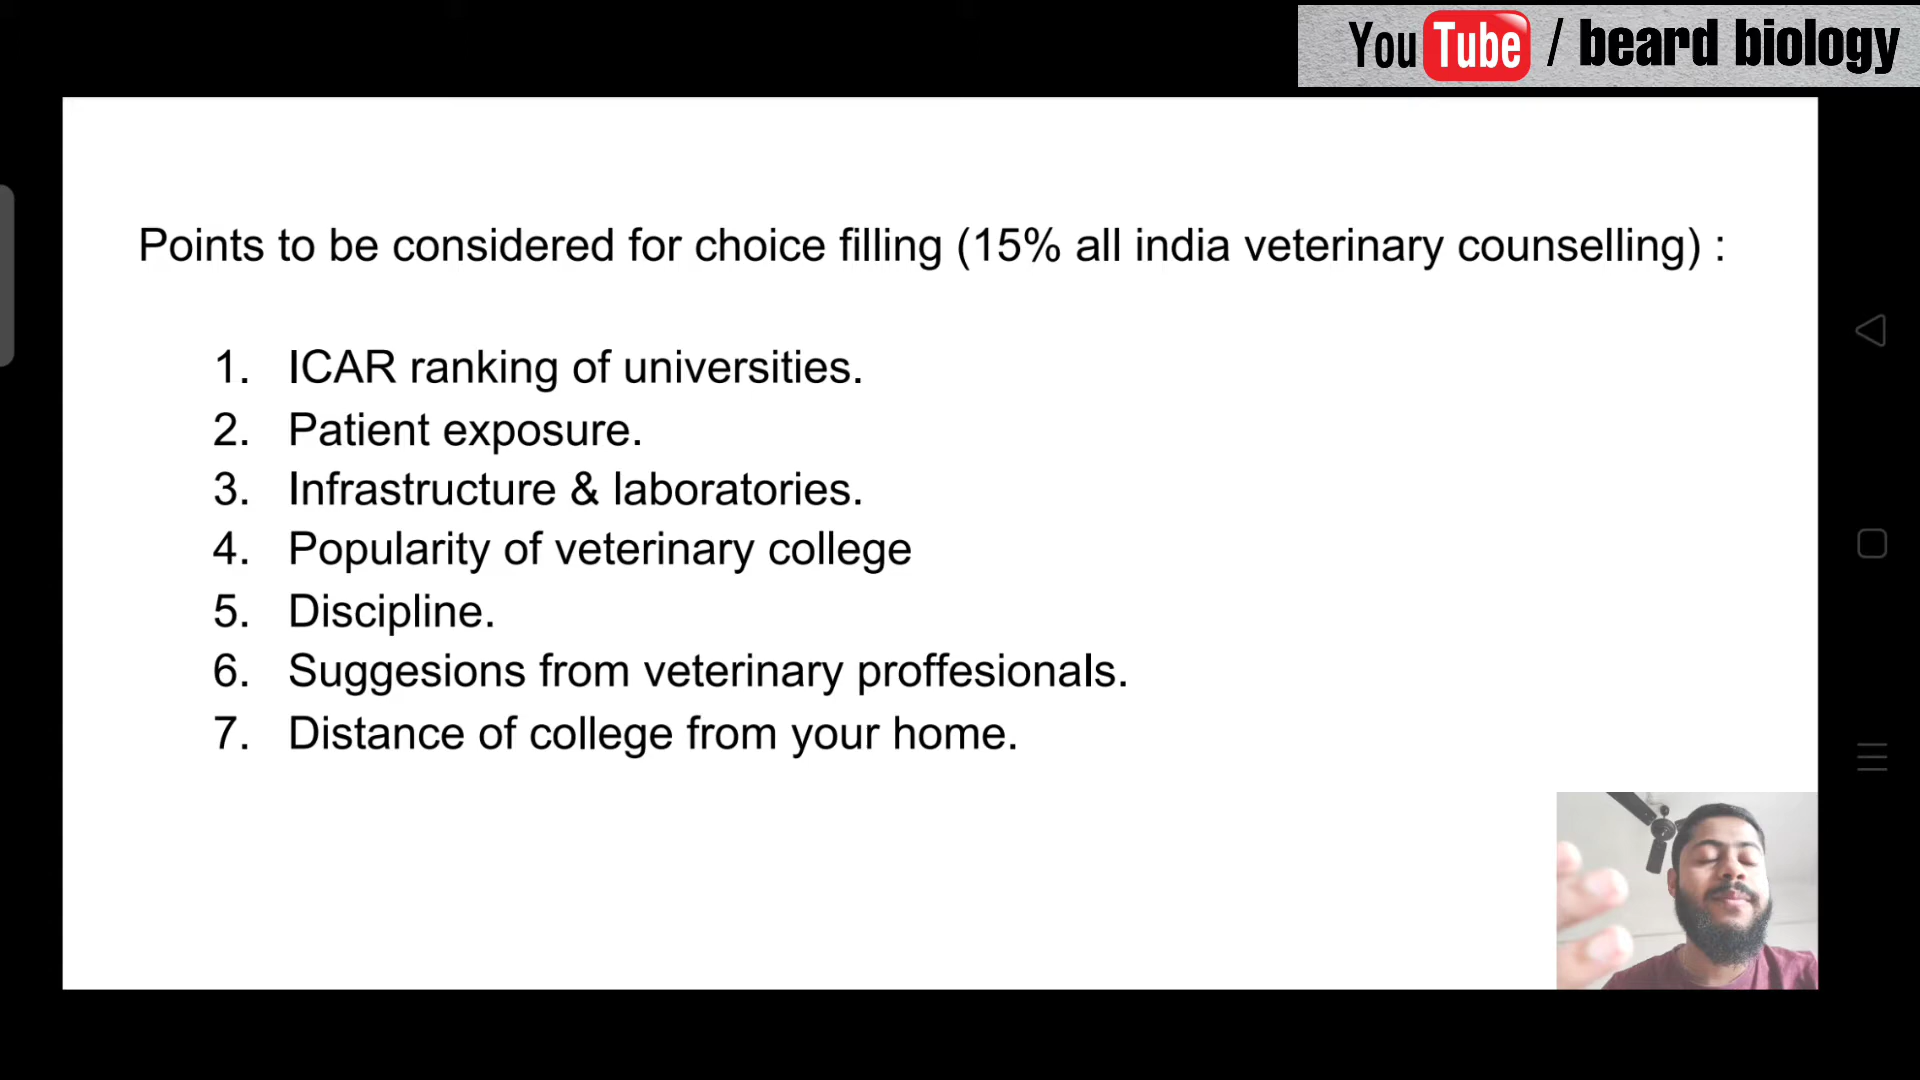 YouTube / beard biology
Points to be considered for choice filling (15% all india veterinary counselling) :
1. ICAR ranking of universities.
2. Patient exposure.
3. Infrastructure & laboratories.
4. Popularity of veterinary college
5. Discipline.
6. Suggesions from veterinary proffesionals.
7. Distance of college from your home.